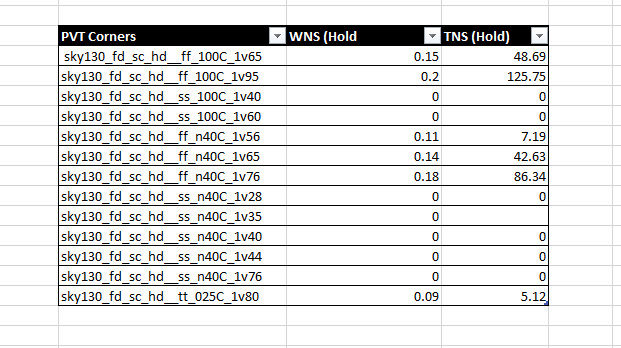 PVT Corners WNS (Hold TNS (Hold)
sky130_fd_sc_hd__ff_100C_1v65 0.15 48.69
sky130_fd_sc_hd__ff_100C_1v95 0.2 125.75
sky130_fd_sc_hd__ss_100C_1v40 0 0
sky130_fd_sc_hd__ss_100C_1v60 0 0
sky130_fd_sc_hd__ff_n40C_1v56 0.11 7.19
sky130_fd_sc_hd__ff_n40C_1v65 0.14 42.63
sky130_fd_sc_hd__ff_n40C_1v76 0.18 86.34
sky130_fd_sc_hd__ss_n40C_1v28 0 0
sky130_fd_sc_hd__ss_n40C_1v35 0
sky130_fd_sc_hd__ss_n40C_1v40 0 0
sky130_fd_sc_hd__ss_n40C_1v44 0 0
sky130_fd_sc_hd__ss_n40C_1v76 0 0
sky130_fd_sc_hd__tt_025C_1v80 0.09 5.12